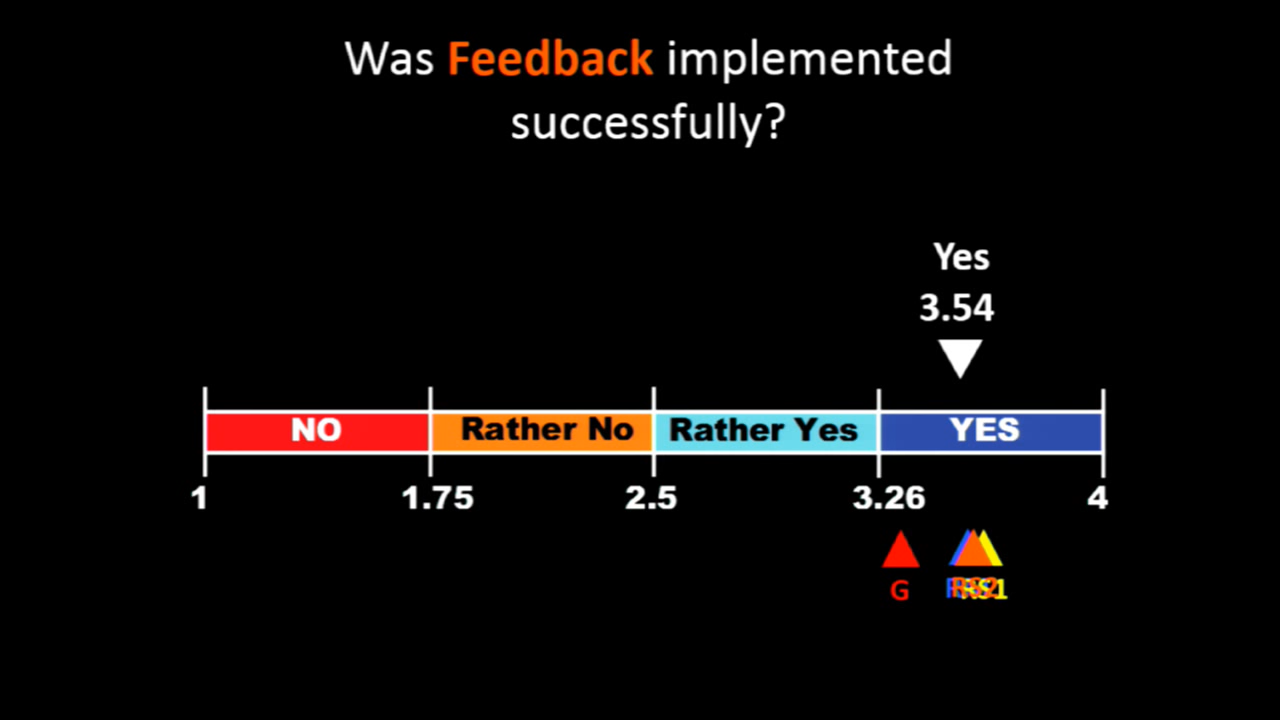 Was Feedback implemented
successfully?
Yes
3.54
NO Rather No Rather Yes YES
1 1.75 2.5 3.26 4
G